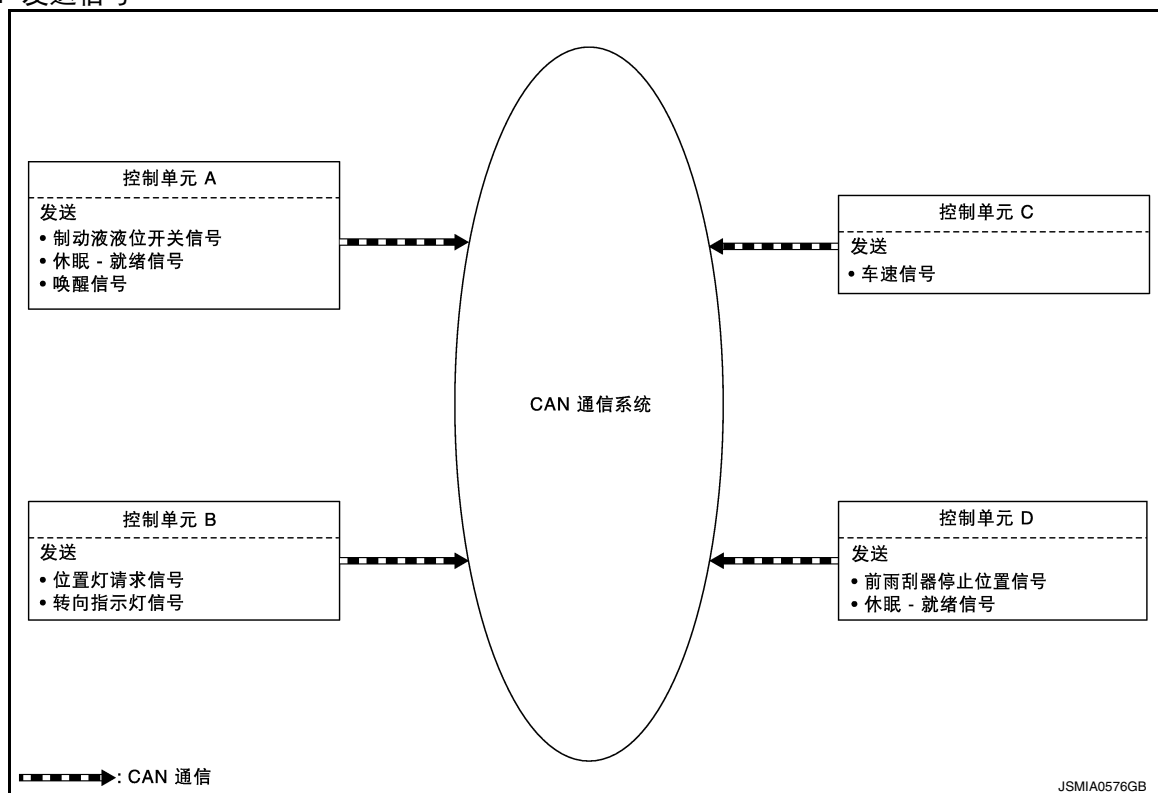 发送信号
控制单元 A
发送
• 制动液液位开关信号
• 休眠 - 就绪信号
• 唤醒信号
控制单元 B
发送
• 位置灯请求信号
• 转向指示灯信号
CAN 通信系统
控制单元 C
发送
• 车速信号
控制单元 D
发送
• 前雨刮器停止位置信号
• 休眠 - 就绪信号
: CAN 通信
JSMIA0576GB